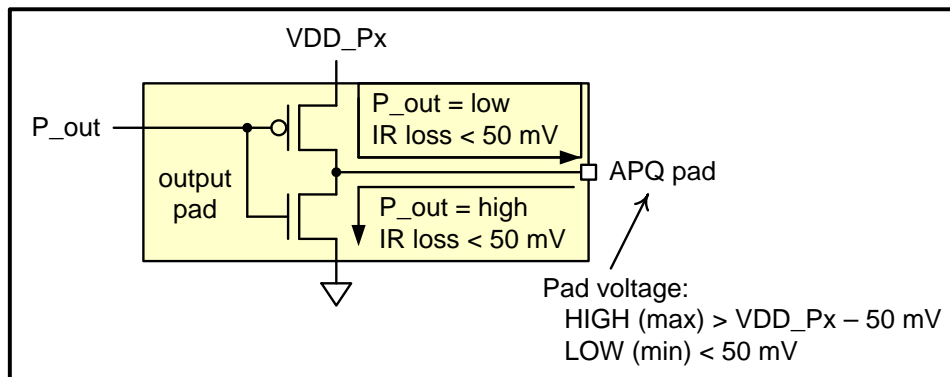 VDD_Px
P_out
P_out = low
IR loss < 50 mV
output
pad
APQ pad
P_out = high
IR loss < 50 mV
Pad voltage:
HIGH (max) > VDD_Px – 50 mV
LOW (min) < 50 mV